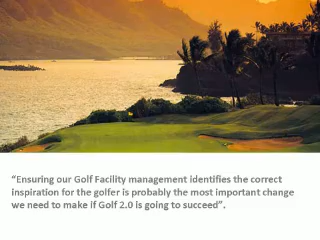 “Ensuring our Golf Facility management identifies the correct
inspiration for the golfer is probably the most important change
we need to make if Golf 2.0 is going to succeed”.